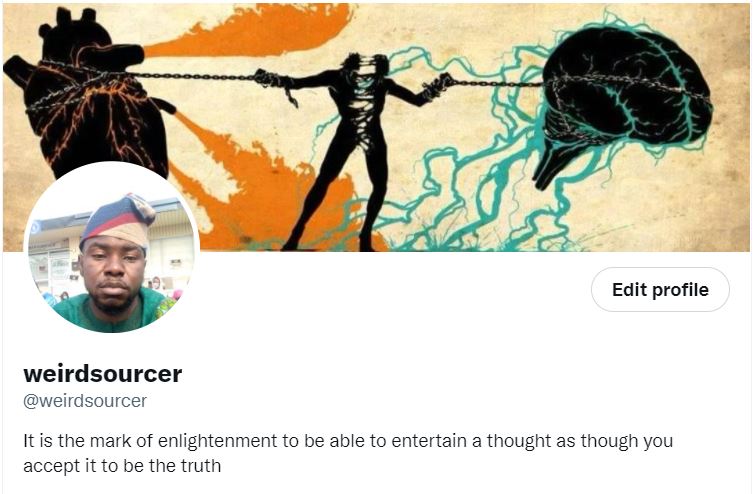 Edit profile
weirdsourcer
@weirdsourcer
It is the mark of enlightenment to be able to entertain a thought as though you
accept it to be the truth